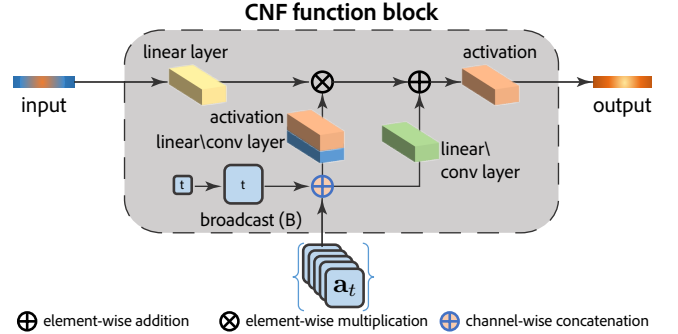 CNF function block
linear layer
activation
input
output
activation
linear\conv layer
linear\
conv layer
t
t
broadcast (B)
a_t
element-wise addition
element-wise multiplication
channel-wise concatenation